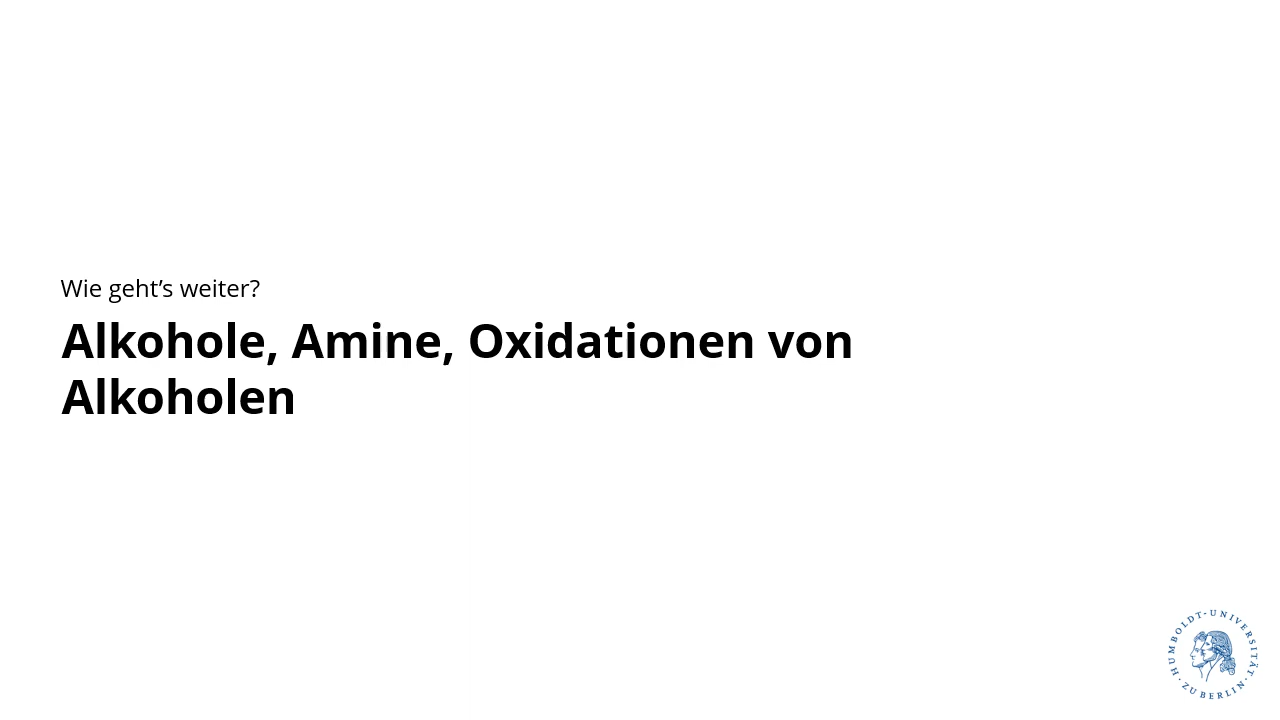 Wie geht’s weiter?
Alkohole, Amine, Oxidationen von
Alkoholen
HUMBOLDT-UNIVERSITÄT
· ZU BERLIN ·